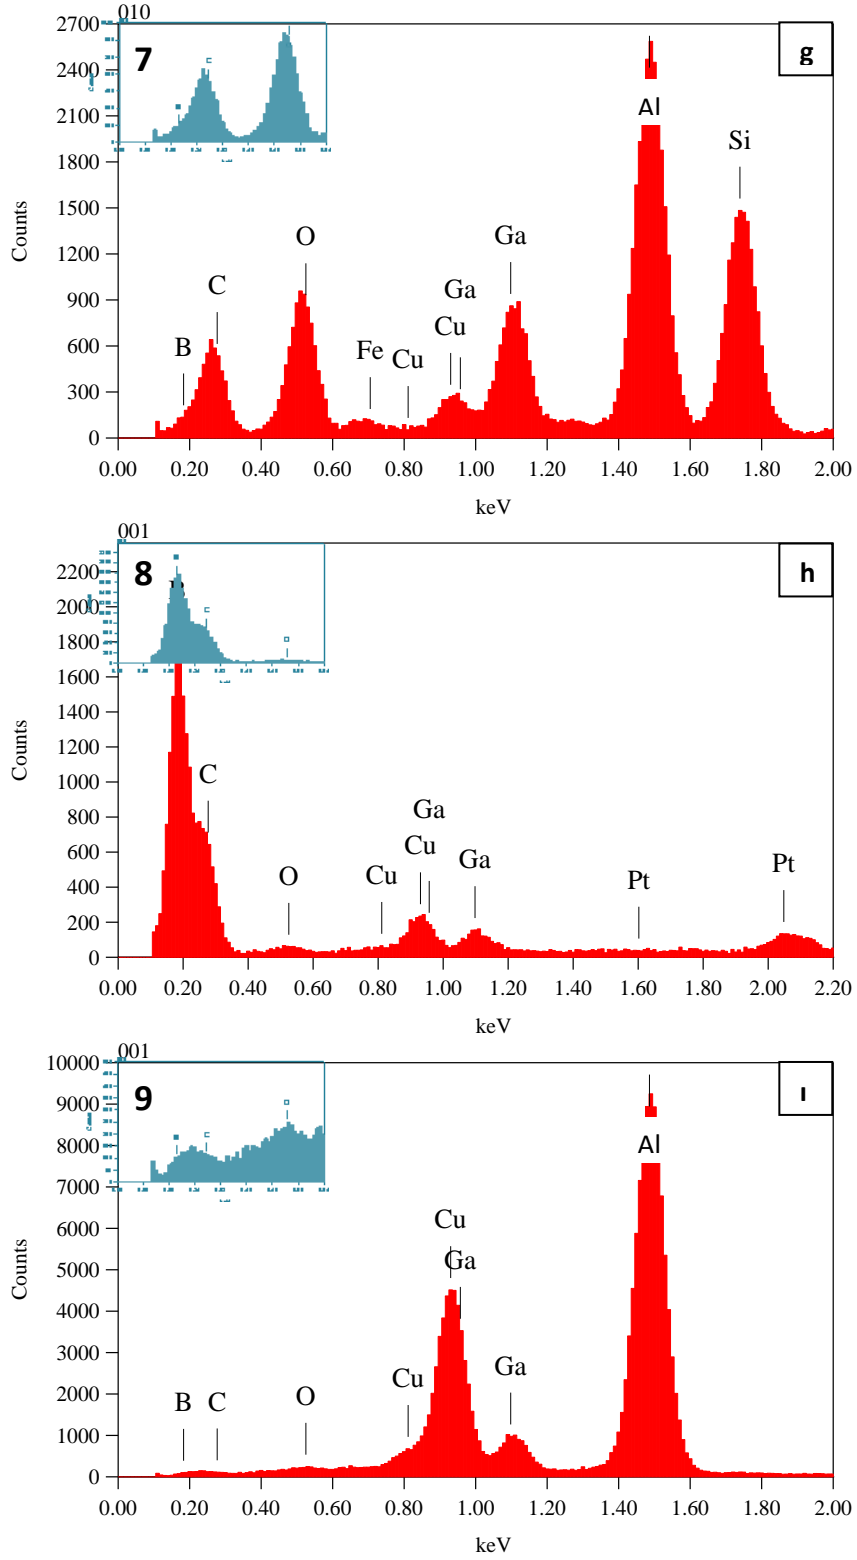 010
2700
2400
2100
1800
1500
1200
900
600
300
0
Counts
7
g
B
C
O
Fe
Cu
Cu
Ga
Ga
Al
Si
0.00 0.20 0.40 0.60 0.80 1.00 1.20 1.40 1.60 1.80 2.00
keV
001
2200
2000
1800
1600
1400
1200
1000
800
600
400
200
0
Counts
8
h
C
O
Cu
Ga
Cu
Ga
Pt
Pt
0.00 0.20 0.40 0.60 0.80 1.00 1.20 1.40 1.60 1.80 2.00 2.20
keV
001
10000
9000
8000
7000
6000
5000
4000
3000
2000
1000
0
Counts
9
ı
B
C
O
Cu
Cu
Ga
Ga
Al
0.00 0.20 0.40 0.60 0.80 1.00 1.20 1.40 1.60 1.80 2.00
keV